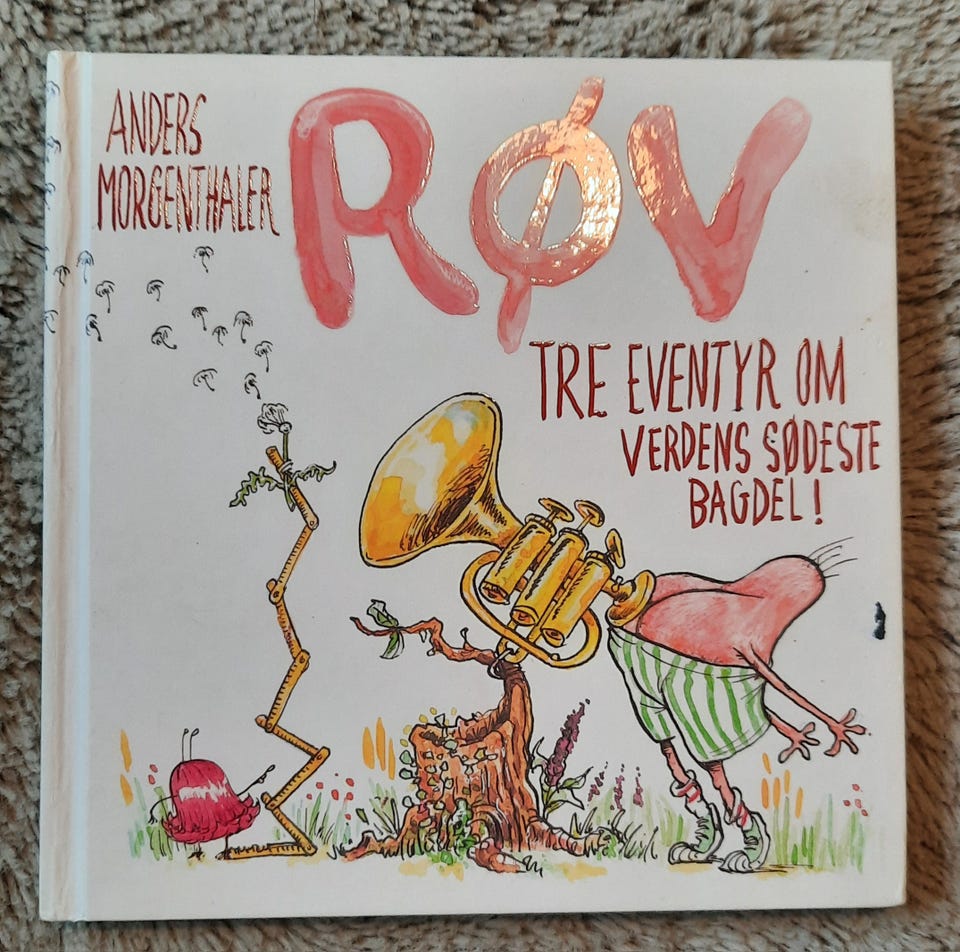 ANDERS
MORGENTHALER
RØV
TRE EVENTYR OM
VERDENS SØDESTE
BAGDEL!